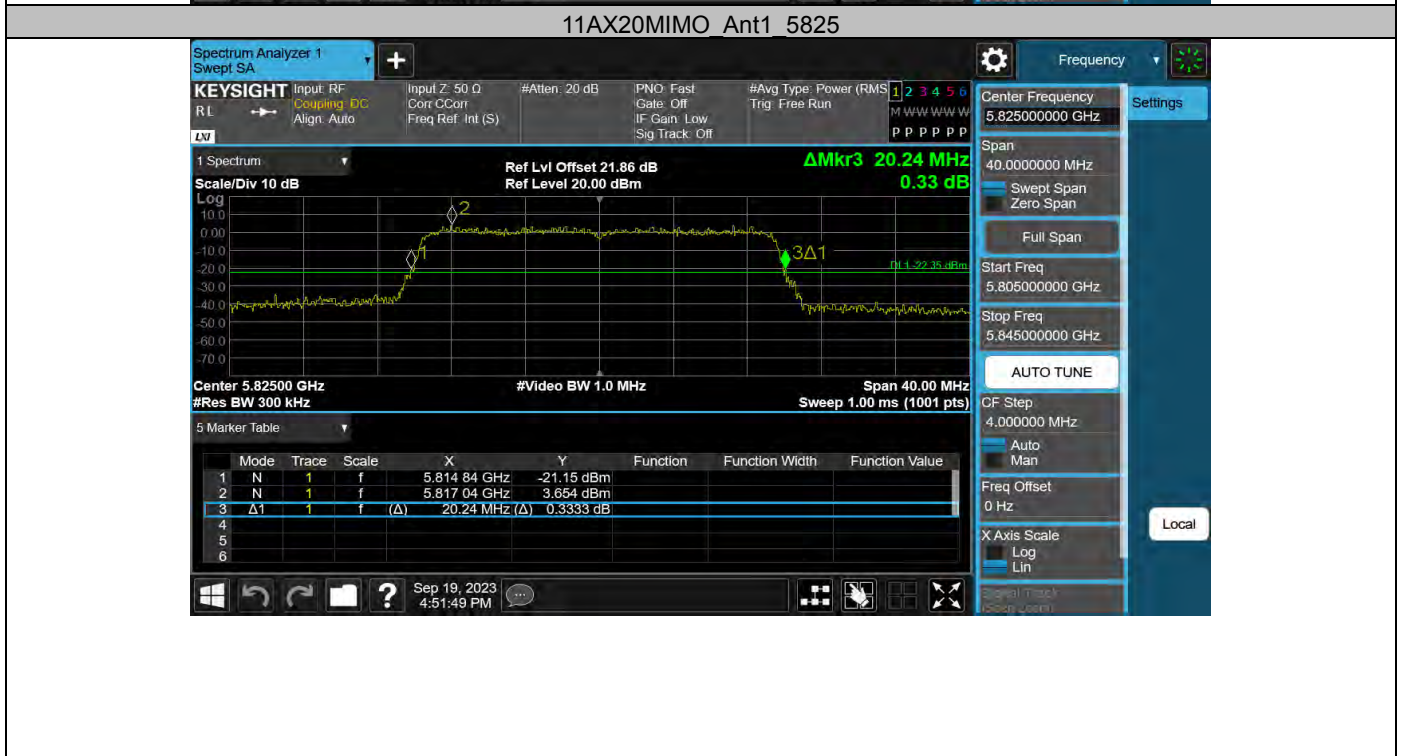 11AX20MIMO_Ant1_5825
Spectrum Analyzer 1
Swept SA
+
Frequency
KEYSIGHT
RL
LXI
Input: RF
Coupling: DC
Align: Auto
Input Z: 50 Ω
Corr CCorr
Freq Ref: Int (S)
#Atten: 20 dB
PNO: Fast
Gate: Off
IF Gain: Low
Sig Track: Off
#Avg Type: Power (RMS
Trig: Free Run
1 2 3 4 5 6
M W W W W W
P P P P P P
Center Frequency
5.825000000 GHz
Settings
Span
40.0000000 MHz
Swept Span
Zero Span
Full Span
Start Freq
5.805000000 GHz
Stop Freq
5.845000000 GHz
AUTO TUNE
CF Step
4.000000 MHz
Auto
Man
Freq Offset
0 Hz
X Axis Scale
Log
Lin
Local
1 Spectrum
Scale/Div 10 dB
Ref Lvl Offset 21.86 dB
Ref Level 20.00 dBm
ΔMkr3 20.24 MHz
0.33 dB
Log
10.0
0.00
-10.0
-20.0
-30.0
-40.0
-50.0
-60.0
-70.0
2
1
3Δ1
DL1 -22.35 dBm
Center 5.82500 GHz
#Video BW 1.0 MHz
Span 40.00 MHz
#Res BW 300 kHz
Sweep 1.00 ms (1001 pts)
5 Marker Table
Mode Trace Scale X Y Function Function Width Function Value
1 N 1 f 5.814 84 GHz -21.15 dBm
2 N 1 f 5.817 04 GHz 3.654 dBm
3 Δ1 1 f (Δ) 20.24 MHz (Δ) 0.3333 dB
4
5
6
?
Sep 19, 2023
4:51:49 PM